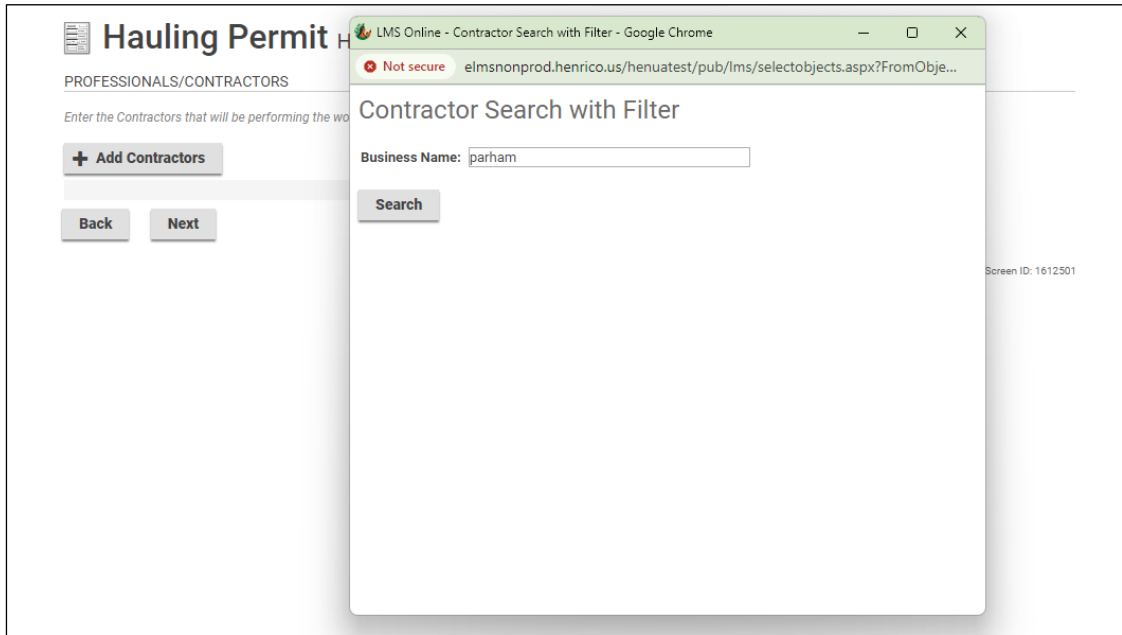 Hauling Permit H
PROFESSIONALS/CONTRACTORS
Enter the Contractors that will be performing the wo
+ Add Contractors
Back Next
LMS Online - Contractor Search with Filter - Google Chrome
Not secure elmsnonprod.henrico.us/henuatest/pub/lms/selectobjects.aspx?FromObje...
Contractor Search with Filter
Business Name: parham
Search
Screen ID: 1612501